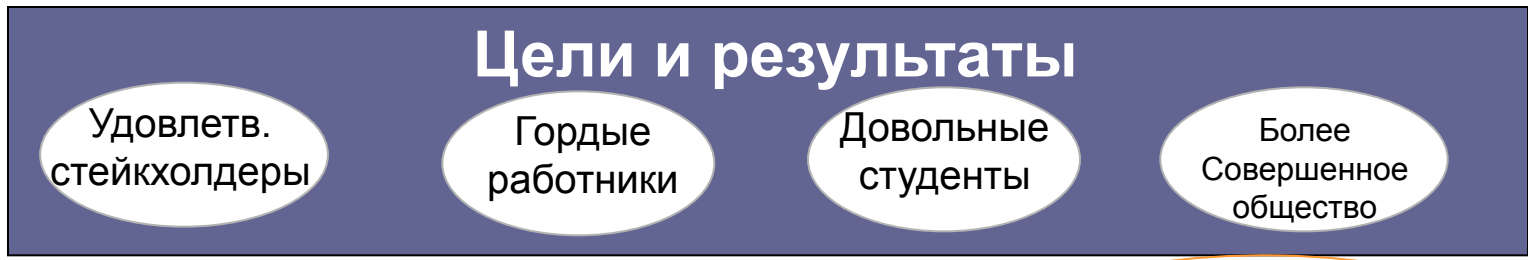 Цели и результаты
Удовлетв.
стейкхолдеры
Гордые
работники
Довольные
студенты
Более
Совершенное
общество